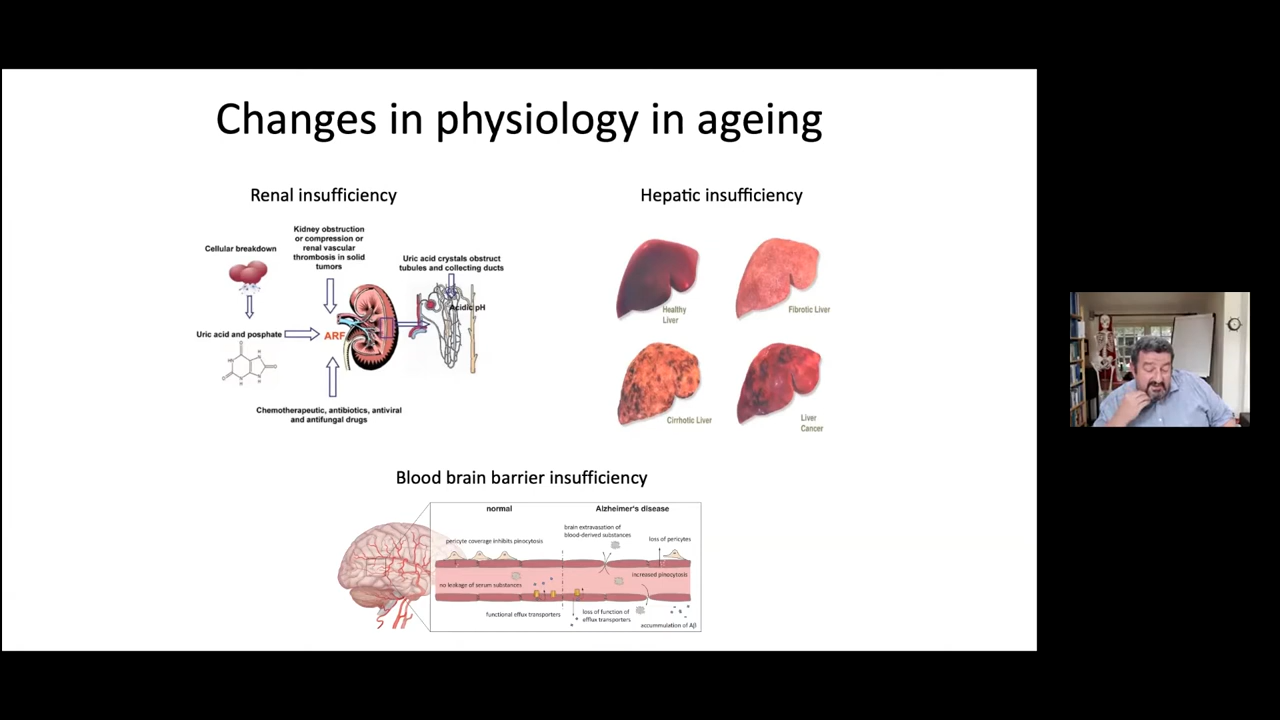 Changes in physiology in ageing
Renal insufficiency
Kidney obstruction
or compression or
renal vascular
thrombosis in solid
tumors
Cellular breakdown
Uric acid crystals obstruct
tubules and collecting ducts
Acidic pH
Uric acid and posphate
ARF
Chemotherapeutic, antibiotics, antiviral
and antifungal drugs
Hepatic insufficiency
Healthy
Liver
Fibrotic Liver
Cirrhotic Liver
Liver
Cancer
Blood brain barrier insufficiency
normal
Alzheimer's disease
brain extravasation of
blood-derived substances
pericyte coverage inhibits pinocytosis
loss of pericytes
increased pinocytosis
no leakage of serum substances
functional efflux transporters
loss of function of
efflux transporters
accummulation of Aβ